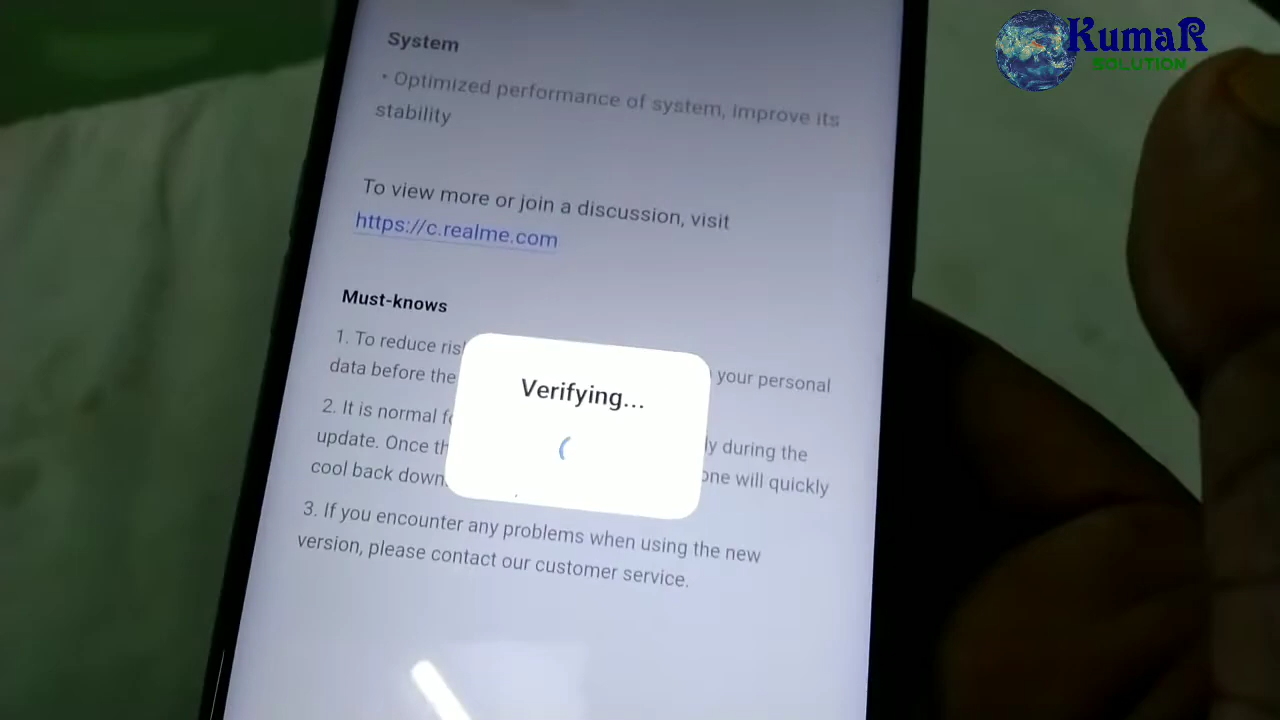 KumaR
SOLUTION
System
• Optimized performance of system, improve its
stability
To view more or join a discussion, visit
https://c.realme.com
Must-knows
1. To reduce ris your personal
data before the
2. It is normal f y during the
update. Once th one will quickly
cool back down.
3. If you encounter any problems when using the new
version, please contact our customer service.
Verifying...